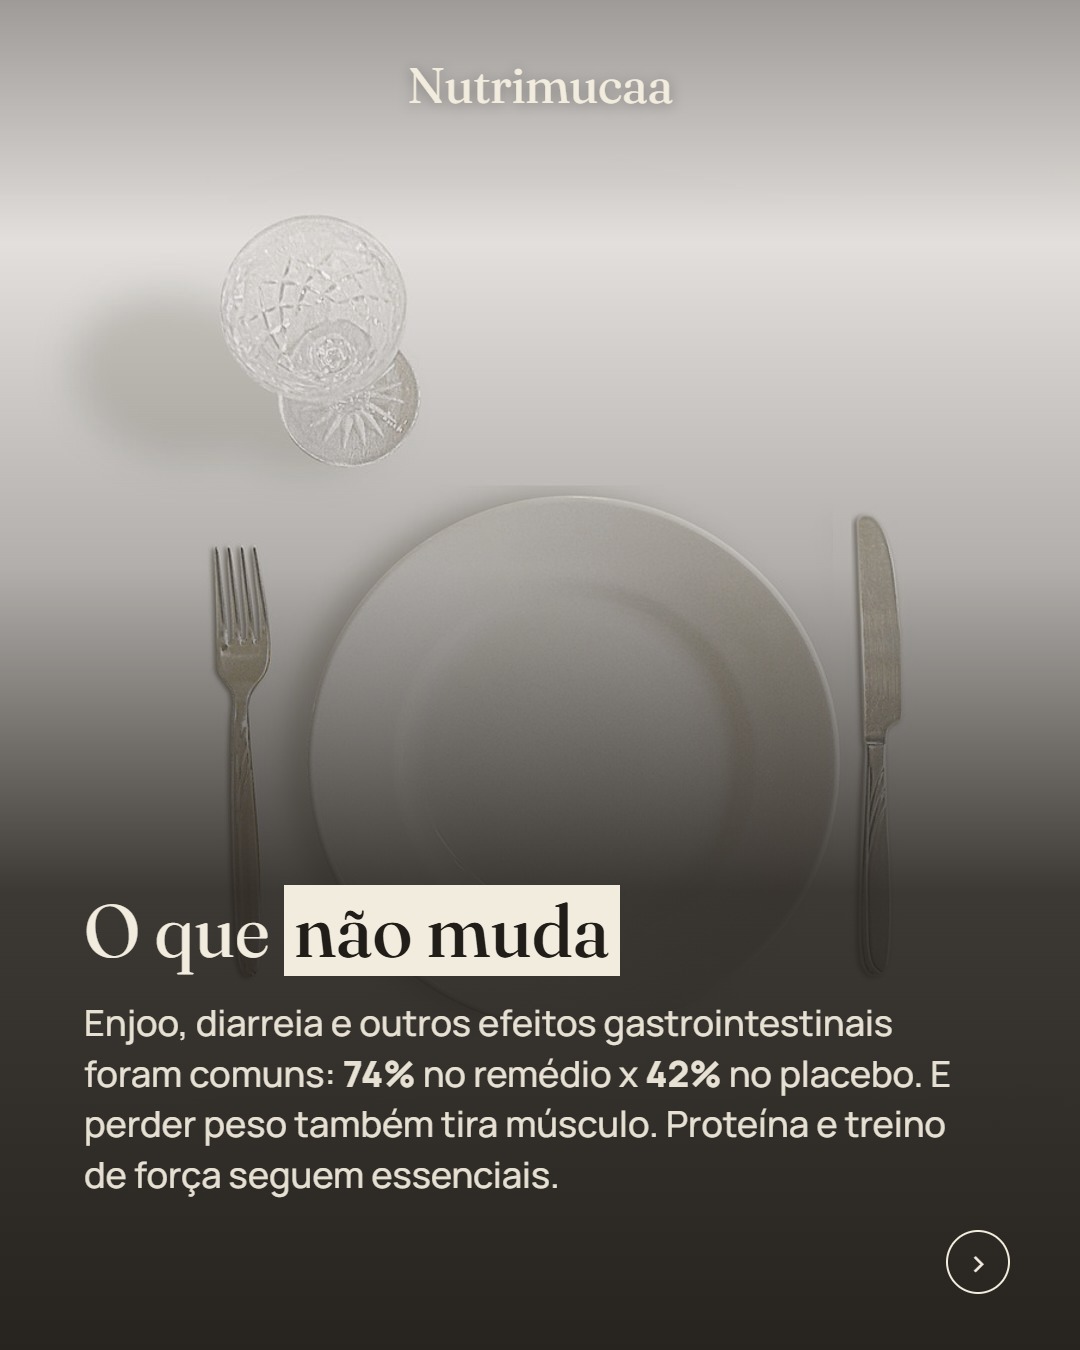 Nutrimucaa
O que não muda
Enjoo, diarreia e outros efeitos gastrointestinais
foram comuns: 74% no remédio x 42% no placebo. E
perder peso também tira músculo. Proteína e treino
de força seguem essenciais.